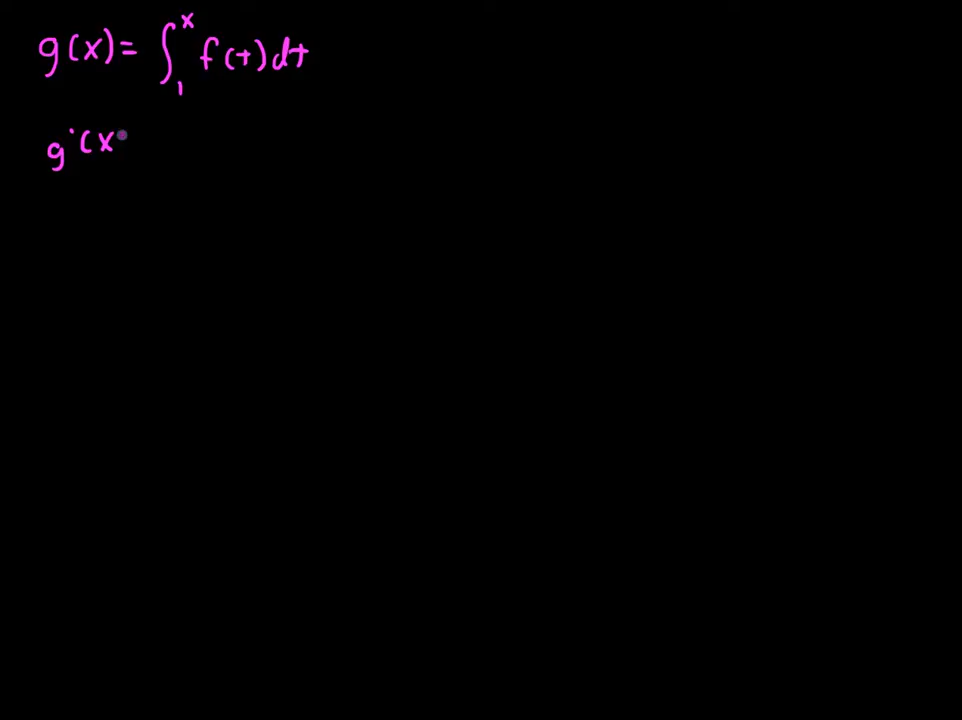 g(x) = ∫₁ˣ f(t) dt
g'(x